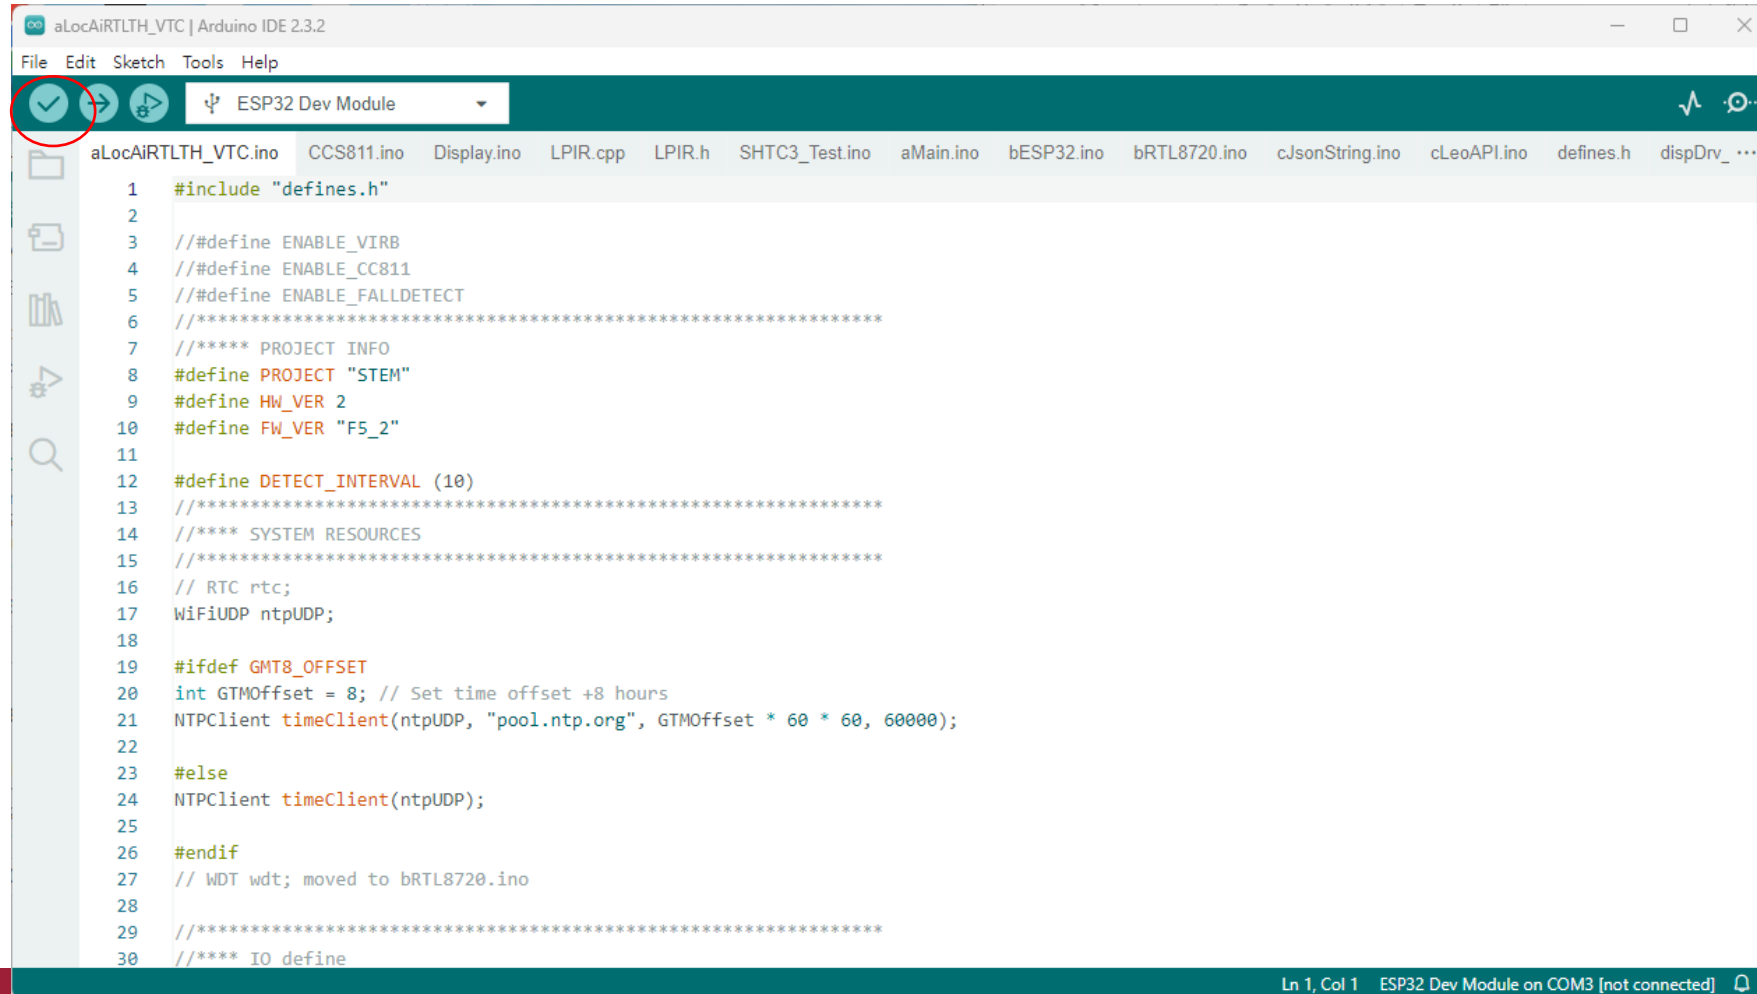 aLocAiRTLTH_VTC | Arduino IDE 2.3.2
File Edit Sketch Tools Help
ESP32 Dev Module
aLocAiRTLTH_VTC.ino CCS811.ino Display.ino LPIR.cpp LPIR.h SHTC3_Test.ino aMain.ino bESP32.ino bRTL8720.ino cJsonString.ino cLeoAPI.ino defines.h dispDrv_ ...
1 #include "defines.h"
2
3 //#define ENABLE_VIRB
4 //#define ENABLE_CC811
5 //#define ENABLE_FALLDETECT
6 //****************************************************************
7 //***** PROJECT INFO
8 #define PROJECT "STEM"
9 #define HW_VER 2
10 #define FW_VER "F5_2"
11
12 #define DETECT_INTERVAL (10)
13 //****************************************************************
14 //**** SYSTEM RESOURCES
15 //****************************************************************
16 // RTC rtc;
17 WiFiUDP ntpUDP;
18
19 #ifdef GMT8_OFFSET
20 int GTMOffset = 8; // Set time offset +8 hours
21 NTPClient timeClient(ntpUDP, "pool.ntp.org", GTMOffset * 60 * 60, 60000);
22
23 #else
24 NTPClient timeClient(ntpUDP);
25
26 #endif
27 // WDT wdt; moved to bRTL8720.ino
28
29 //****************************************************************
30 //**** IO define
Ln 1, Col 1 ESP32 Dev Module on COM3 [not connected]